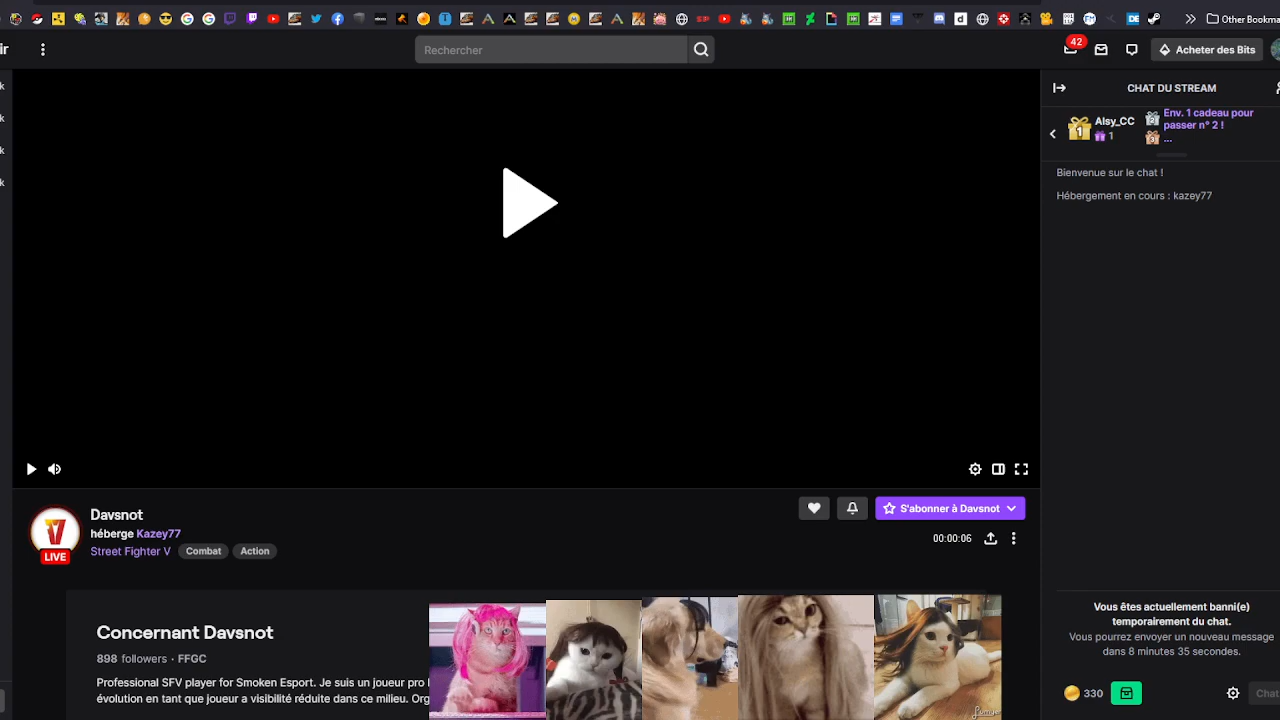 ir
Rechercher
42
Acheter des Bits
k
k
k
k
CHAT DU STREAM
1
Alsy_CC
1
2
Env. 1 cadeau pour
passer n° 2 !
3
...
Bienvenue sur le chat !
Hébergement en cours : kazey77
Davsnot
héberge Kazey77
LIVE
Street Fighter V
Combat
Action
S'abonner à Davsnot
00:00:06
Concernant Davsnot
898 followers · FFGC
Professional SFV player for Smoken Esport. Je suis un joueur pro
évolution en tant que joueur a visibilité réduite dans ce milieu. Org
Vous êtes actuellement banni(e)
temporairement du chat.
Vous pourrez envoyer un nouveau message
dans 8 minutes 35 secondes.
330
Chat